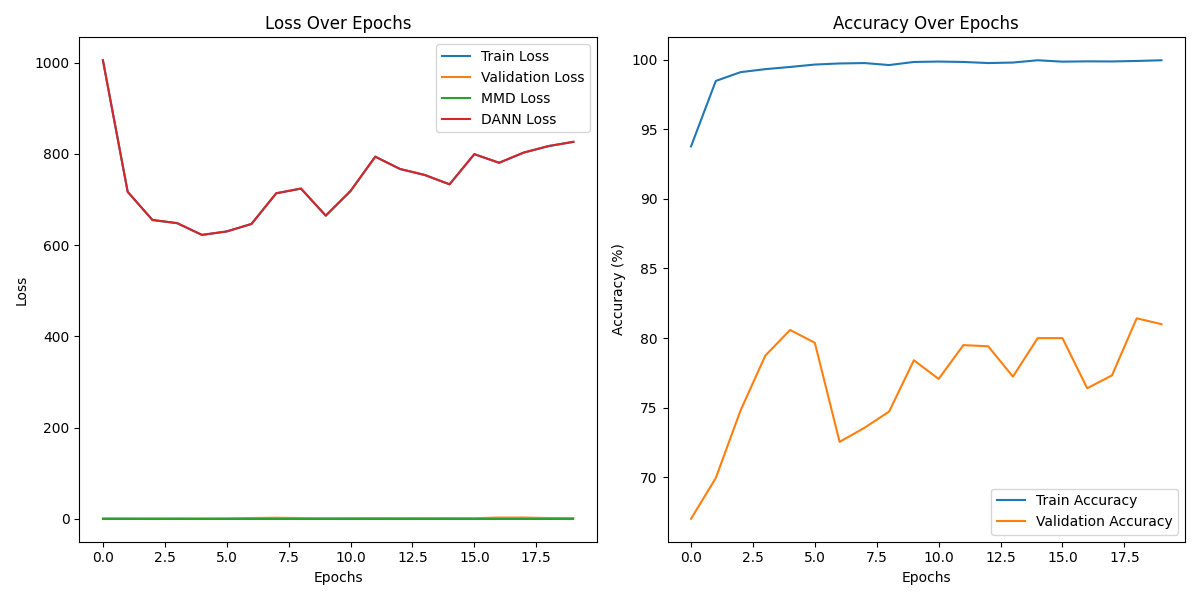 Loss Over Epochs
Loss
1000
800
600
400
200
0
0.0 2.5 5.0 7.5 10.0 12.5 15.0 17.5
Epochs
Train Loss
Validation Loss
MMD Loss
DANN Loss
Accuracy Over Epochs
Accuracy (%)
100
95
90
85
80
75
70
0.0 2.5 5.0 7.5 10.0 12.5 15.0 17.5
Epochs
Train Accuracy
Validation Accuracy